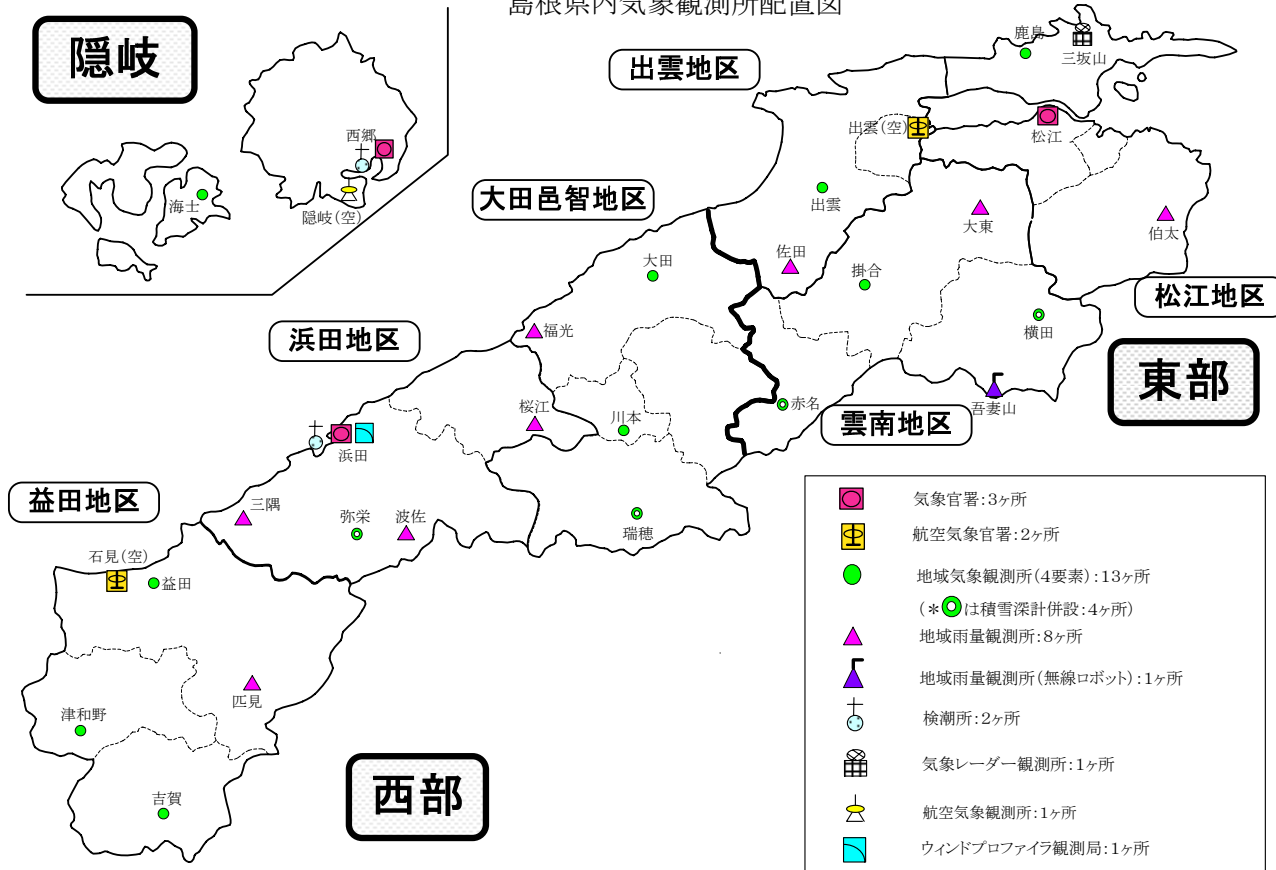 島根県内気象観測所配置図
隠岐
鹿島
三坂山
出雲地区
出雲(空)
松江
西郷
海士
隠岐(空)
大田邑智地区
出雲
大東
伯太
佐田
大田
掛合
松江地区
横田
浜田地区
福光
東部
吾妻山
赤名
桜江
川本
雲南地区
浜田
益田地区
三隅
弥栄
波佐
瑞穂
石見(空)
益田
匹見
津和野
吉賀
西部
気象官署:3ヶ所
航空気象官署:2ヶ所
地域気象観測所(4要素):13ヶ所
(*は積雪深計併設:4ヶ所)
地域雨量観測所:8ヶ所
地域雨量観測所(無線ロボット):1ヶ所
検潮所:2ヶ所
気象レーダー観測所:1ヶ所
航空気象観測所:1ヶ所
ウィンドプロファイラ観測局:1ヶ所